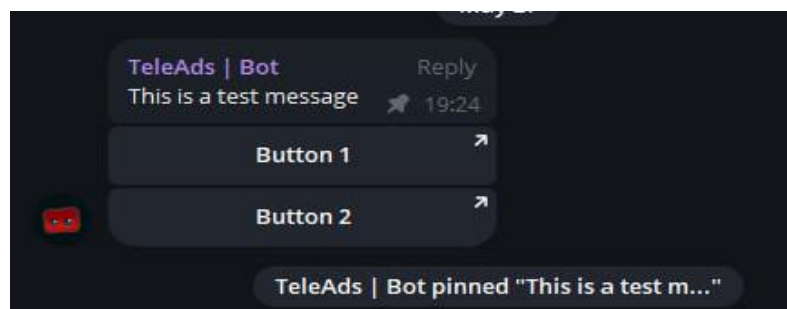 TeleAds | Bot Reply
This is a test message 19:24
Button 1
Button 2
TeleAds | Bot pinned "This is a test m..."